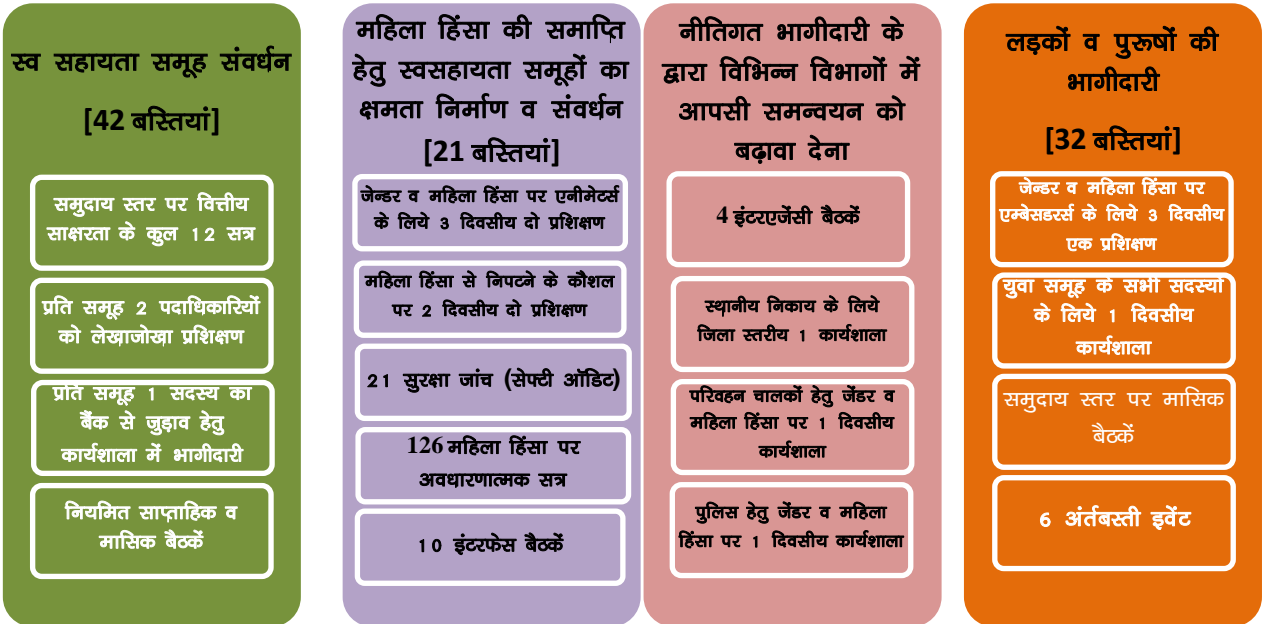 स्व सहायता समूह संवर्धन
[42 बस्तियां]
समुदाय स्तर पर वित्तीय
साक्षरता के कुल 12 सत्र
प्रति समूह 2 पदाधिकारियों
को लेखाजोखा प्रशिक्षण
प्रति समूह 1 सदस्य का
बैंक से जुड़ाव हेतु
कार्यशाला में भागीदारी
नियमित साप्ताहिक व
मासिक बैठकें
महिला हिंसा की समाप्ति
हेतु स्वसहायता समूहों का
क्षमता निर्माण व संवर्धन
[21 बस्तियां]
जेन्डर व महिला हिंसा पर एनीमेटर्स
के लिये 3 दिवसीय दो प्रशिक्षण
महिला हिंसा से निपटने के कौशल
पर 2 दिवसीय दो प्रशिक्षण
21 सुरक्षा जांच (सेफ्टी ऑडिट)
126 महिला हिंसा पर
अवधारणात्मक सत्र
10 इंटरफेस बैठकें
नीतिगत भागीदारी के
द्वारा विभिन्न विभागों में
आपसी समन्वयन को
बढ़ावा देना
4 इंटरएजेंसी बैठकें
स्थानीय निकाय के लिये
जिला स्तरीय 1 कार्यशाला
परिवहन चालकों हेतु जेंडर व
महिला हिंसा पर 1 दिवसीय
कार्यशाला
पुलिस हेतु जेंडर व महिला
हिंसा पर 1 दिवसीय कार्यशाला
लड़कों व पुरूषों की
भागीदारी
[32 बस्तियां]
जेन्डर व महिला हिंसा पर
एम्बेसडरर्स के लिये 3 दिवसीय
एक प्रशिक्षण
युवा समूह के सभी सदस्यों
के लिये 1 दिवसीय
कार्यशाला
समुदाय स्तर पर मासिक
बैठकें
6 अंर्तबस्ती इवेंट